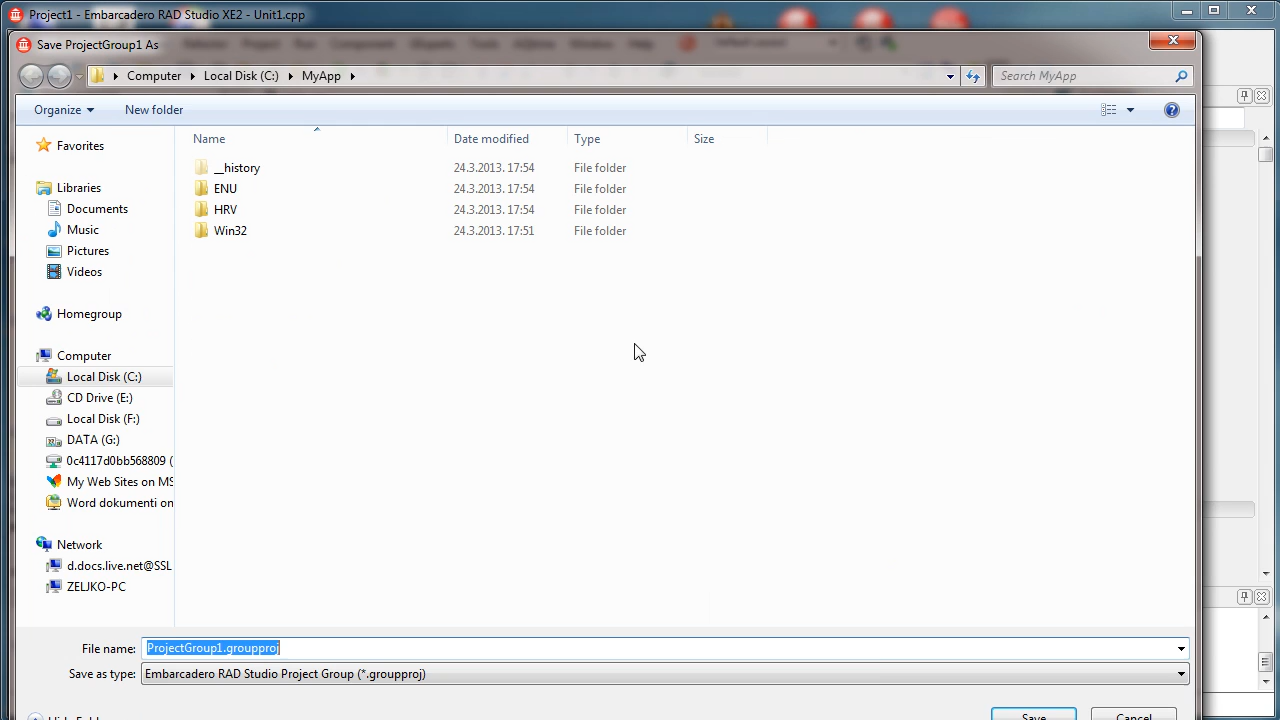 Project1 - Embarcadero RAD Studio XE2 - Unit1.cpp
Save ProjectGroup1 As
Computer Local Disk (C:) MyApp
Search MyApp
Organize New folder
Name Date modified Type Size
__history 24.3.2013. 17:54 File folder
ENU 24.3.2013. 17:54 File folder
HRV 24.3.2013. 17:54 File folder
Win32 24.3.2013. 17:51 File folder
Favorites
Libraries
Documents
Music
Pictures
Videos
Homegroup
Computer
Local Disk (C:)
CD Drive (E:)
Local Disk (F:)
DATA (G:)
0c4117d0bb568809 (
My Web Sites on MS
Word dokumenti on
Network
d.docs.live.net@SSL
ZELJKO-PC
File name: ProjectGroup1.groupproj
Save as type: Embarcadero RAD Studio Project Group (*.groupproj)
Save Cancel